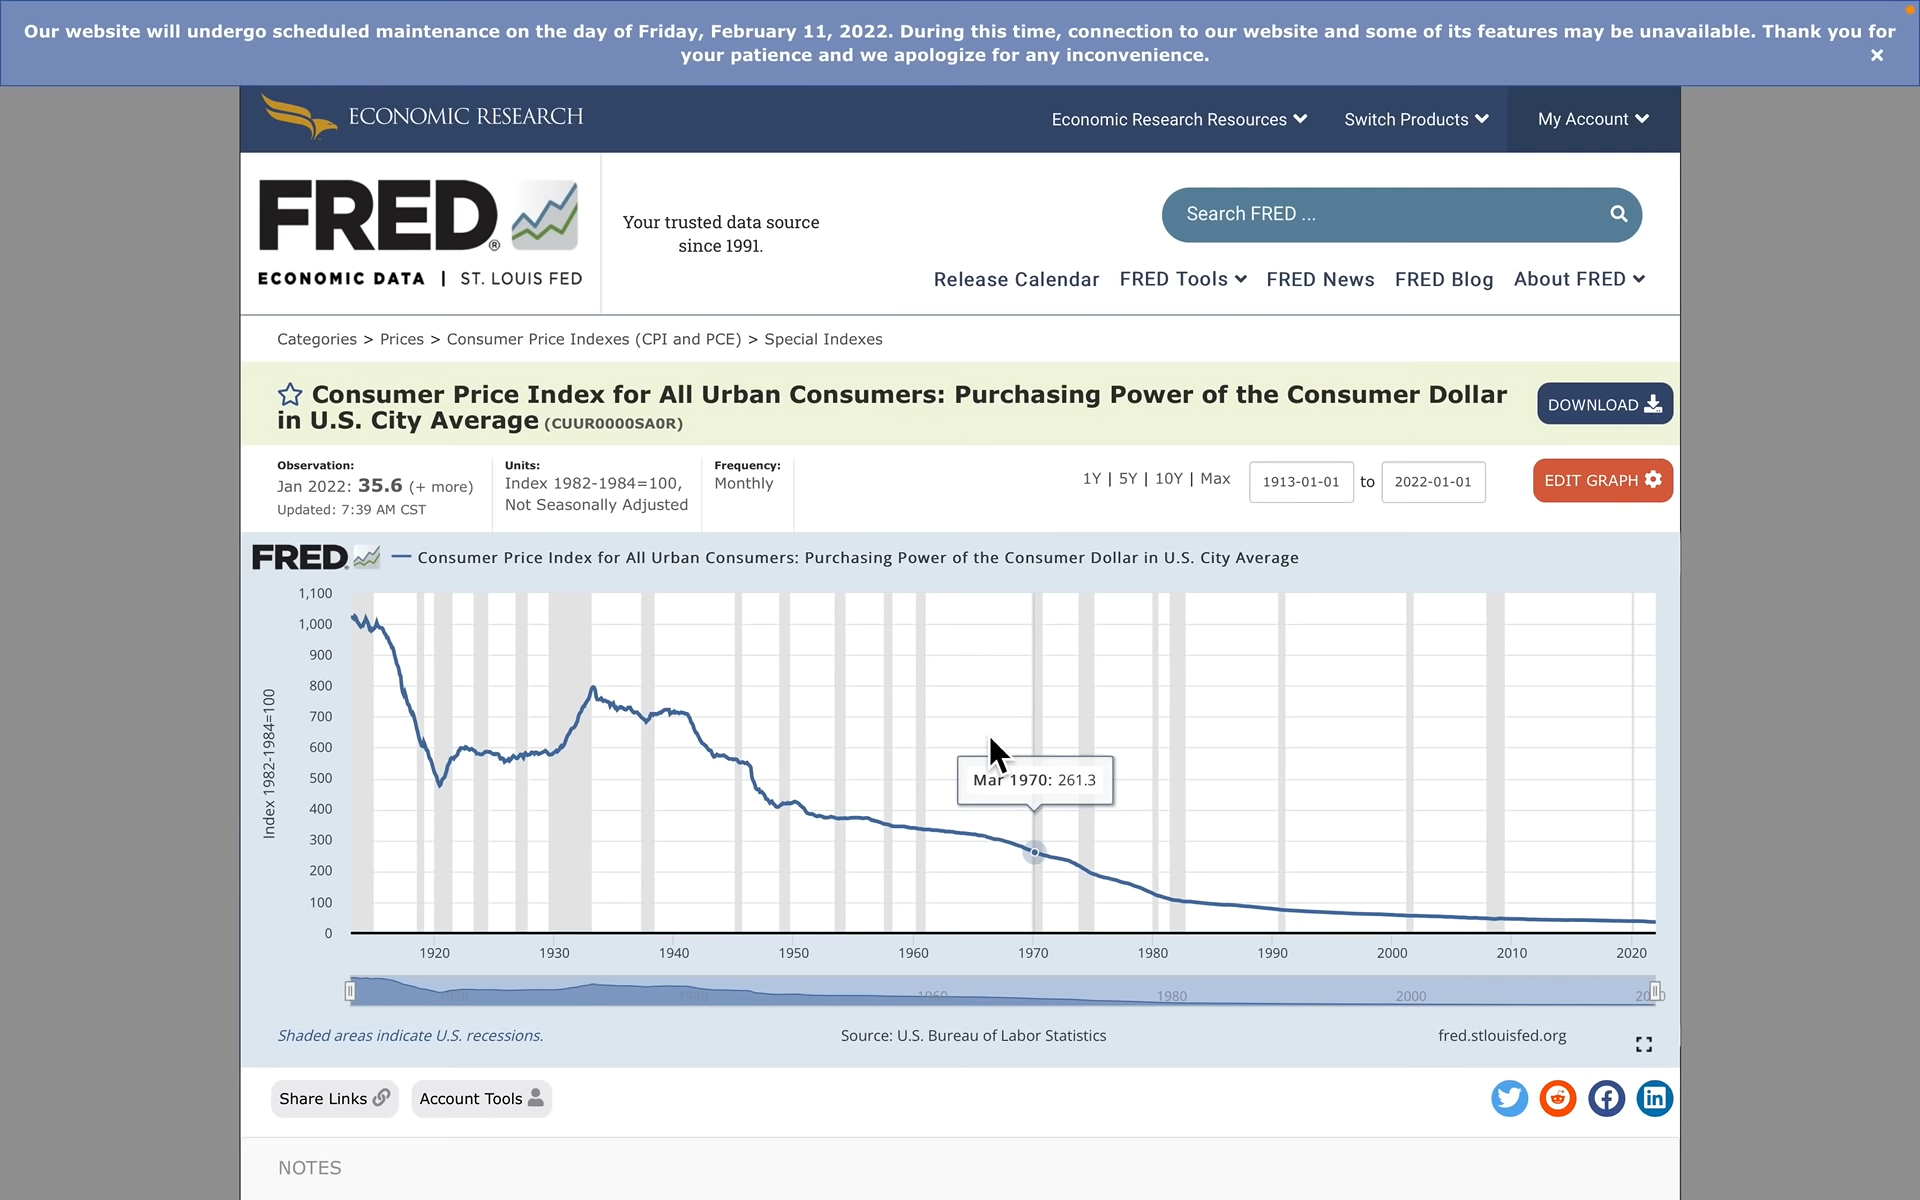 Our website will undergo scheduled maintenance on the day of Friday, February 11, 2022. During this time, connection to our website and some of its features may be unavailable. Thank you for
your patience and we apologize for any inconvenience.
ECONOMIC RESEARCH
Economic Research Resources
Switch Products
My Account
FRED®
ECONOMIC DATA | ST. LOUIS FED
Your trusted data source
since 1991.
Search FRED ...
Release Calendar
FRED Tools
FRED News
FRED Blog
About FRED
Categories > Prices > Consumer Price Indexes (CPI and PCE) > Special Indexes
Consumer Price Index for All Urban Consumers: Purchasing Power of the Consumer Dollar
in U.S. City Average (CUUR0000SA0R)
DOWNLOAD
Observation:
Jan 2022: 35.6 (+ more)
Updated: 7:39 AM CST
Units:
Index 1982-1984=100,
Not Seasonally Adjusted
Frequency:
Monthly
1Y | 5Y | 10Y | Max
1913-01-01 to 2022-01-01
EDIT GRAPH
FRED
Consumer Price Index for All Urban Consumers: Purchasing Power of the Consumer Dollar in U.S. City Average
Index 1982-1984=100
1,100
1,000
900
800
700
600
500
400
300
200
100
0
Mar 1970: 261.3
1920 1930 1940 1950 1960 1970 1980 1990 2000 2010 2020
1920 1940 1960 1980 2000 2020
Shaded areas indicate U.S. recessions.
Source: U.S. Bureau of Labor Statistics
fred.stlouisfed.org
Share Links
Account Tools
NOTES